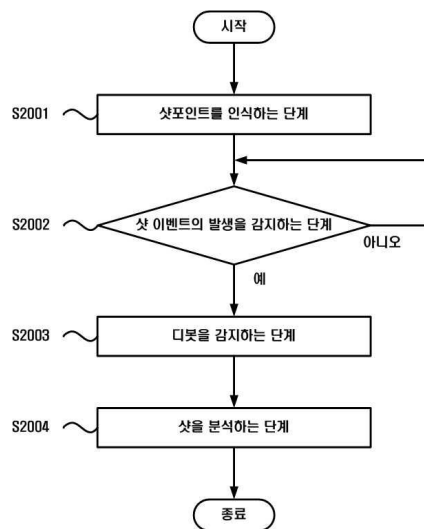 시작
S2001
샷포인트를 인식하는 단계
S2002
샷 이벤트의 발생을 감지하는 단계
아니오
예
S2003
디봇을 감지하는 단계
S2004
샷을 분석하는 단계
종료